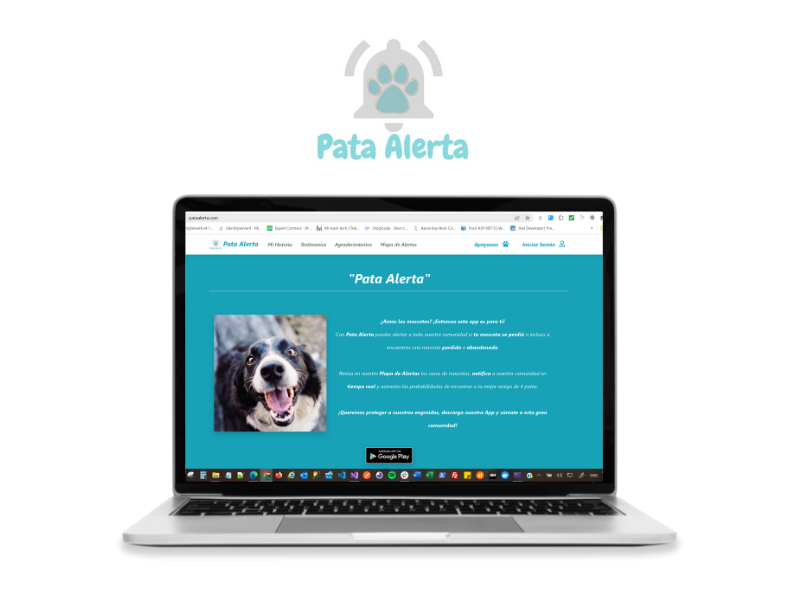 Pata Alerta
pataalerta.com
Pata Alerta Mi Historia Testimonios Agradecimientos Mapa de Alertas Apóyanos Iniciar Sesión
"Pata Alerta"
¿Amas las mascotas? ¡Entonces esta app es para ti!
Con Pata Alerta puedes alertar a toda nuestra comunidad si tu mascota se perdió o incluso si
encuentras una mascota perdida o abandonada.
Revisa en nuestro Mapa de Alertas los casos de mascotas, notifica a nuestra comunidad en
tiempo real y aumenta las probabilidades de encontrar a tu mejor amigo de 4 patas.
¡Queremos proteger a nuestros engreídos, descarga nuestra App y súmate a esta gran
comunidad!
Google Play